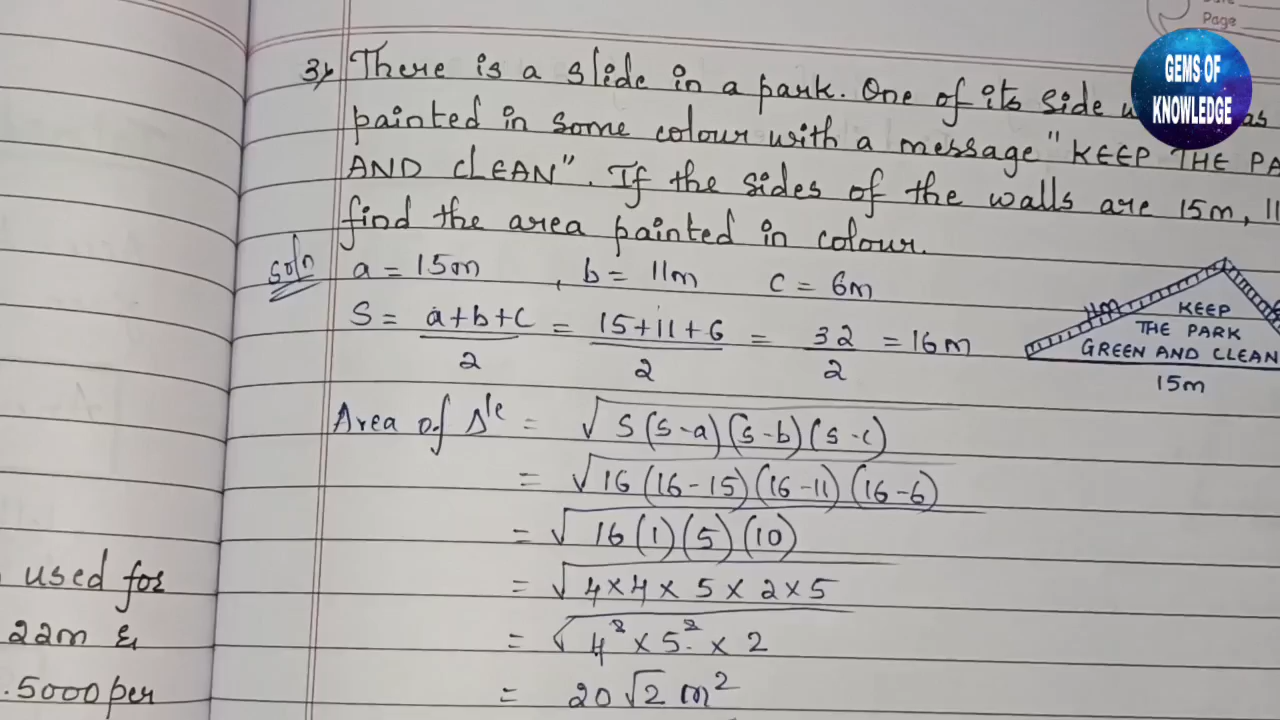 Page
GEMS OF
KNOWLEDGE
3) There is a slide in a park. One of its side
painted in some colour with a message "KEEP THE
AND CLEAN". If the sides of the walls are 15m,
find the area painted in colour.
Soln a = 15m , b = 11m c = 6m
S = a+b+c/2 = 15+11+6/2 = 32/2 = 16m
KEEP
THE PARK
GREEN AND CLEAN
15m
Area of Δle = √S(S-a)(S-b)(S-c)
= √16(16-15)(16-11)(16-6)
= √16(1)(5)(10)
= √4×4×5×2×5
= √4²×5²×2
= 20√2 m²
used for
22m &
.5000 per